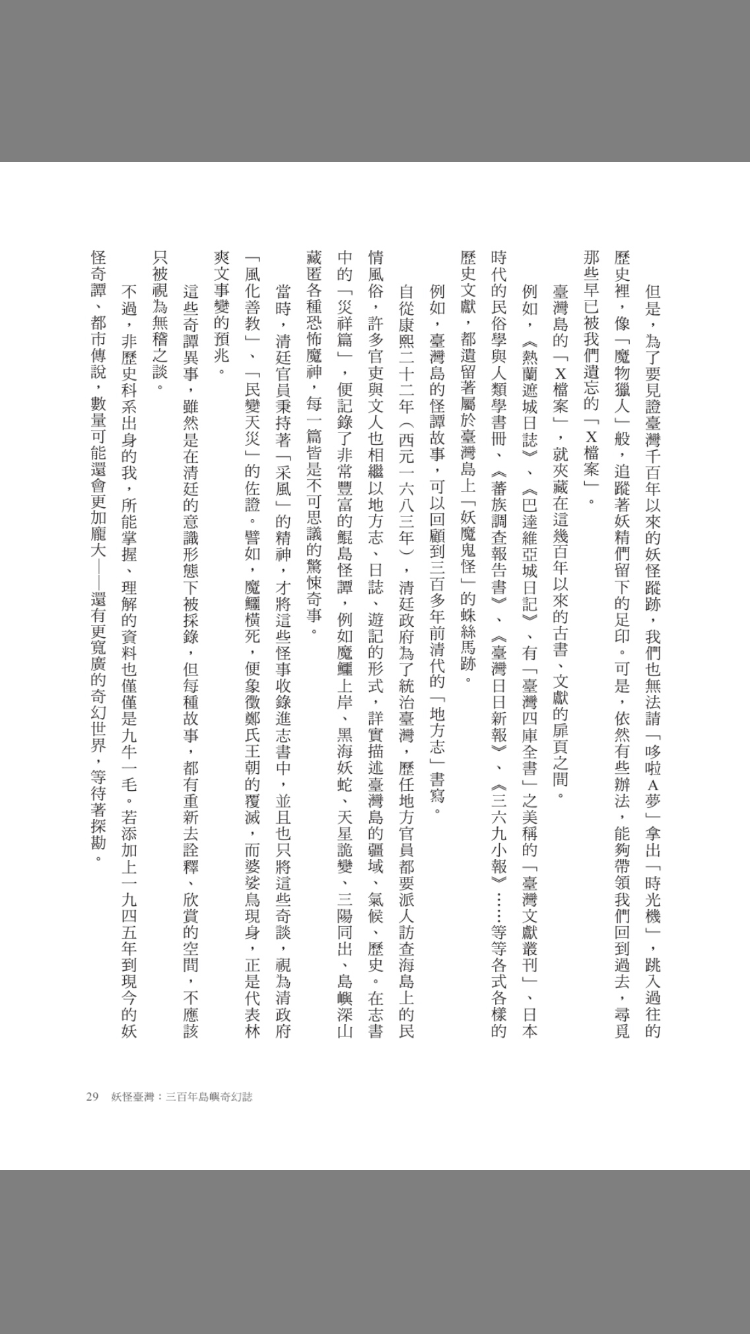 但是，為了要見證臺灣千百年以來的妖怪蹤跡，我們也無法請「哆啦A夢」拿出「時光機」，跳入過往的
歷史裡，像「魔物獵人」般，追蹤著妖精們留下的足印。可是，依然有些辦法，能夠帶領我們回到過去，尋覓
那些早已被我們遺忘的「X檔案」。
臺灣島的「X檔案」，就夾藏在這幾百年以來的古書、文獻的扉頁之間。
例如，《熱蘭遮城日誌》、《巴達維亞城日記》、有「臺灣四庫全書」之美稱的「臺灣文獻叢刊」、日本
時代的民俗學與人類學書冊、《蕃族調查報告書》、《臺灣日日新報》、《三六九小報》……等等各式各樣的
歷史文獻，都遺留著屬於臺灣島上「妖魔鬼怪」的蛛絲馬跡。
例如，臺灣島的怪譚故事，可以回顧到三百多年前清代的「地方志」書寫。
自從康熙二十二年（西元一六八三年），清廷政府為了統治臺灣，歷任地方官員都要派人訪查海島上的民
情風俗，許多官吏與文人也相繼以地方志、日誌、遊記的形式，詳實描述臺灣島的疆域、氣候、歷史。在志書
中的「災祥篇」，便記錄了非常豐富的鯤島怪譚，例如魔鱷上岸、黑海妖蛇、天星詭變、三陽同出、島嶼深山
藏匿各種恐怖魔神，每一篇皆是不可思議的驚悚奇事。
當時，清廷官員秉持著「采風」的精神，才將這些怪事收錄進志書中，並且也只將這些奇談，視為清政府
「風化善教」、「民變天災」的佐證。譬如，魔鱷橫死，便象徵鄭氏王朝的覆滅，而婆娑鳥現身，正是代表林
爽文事變的預兆。
這些奇譚異事，雖然是在清廷的意識形態下被採錄，但每種故事，都有重新去詮釋、欣賞的空間，不應該
只被視為無稽之談。
不過，非歷史科系出身的我，所能掌握、理解的資料也僅僅是九牛一毛。若添加上一九四五年到現今的妖
怪奇譚、都市傳說，數量可能還會更加龐大——還有更寬廣的奇幻世界，等待著探勘。
29 妖怪臺灣：三百年島嶼奇幻誌